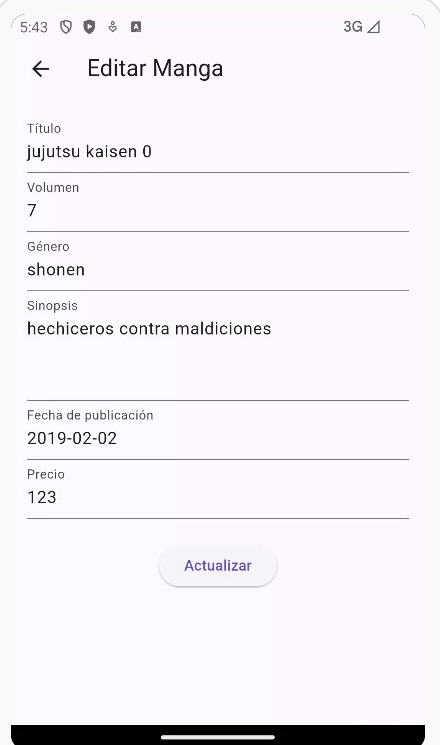 5:43
3G
Editar Manga
Título
jujutsu kaisen 0
Volumen
7
Género
shonen
Sinopsis
hechiceros contra maldiciones
Fecha de publicación
2019-02-02
Precio
123
Actualizar